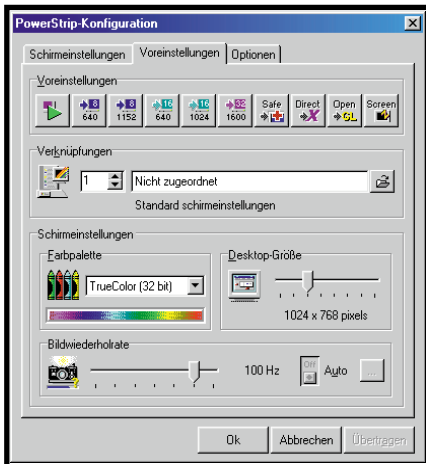 PowerStrip-Konfiguration
Schirmeinstellungen Voreinstellungen Optionen
Voreinstellungen
8 8 16 16 32 Safe Direct Open Screen
640 1152 640 1024 1600 X GL
Verknüpfungen
1 Nicht zugeordnet
Standard schirmeinstellungen
Schirmeinstellungen
Farbpalette Desktop-Größe
TrueColor (32 bit)
1024 x 768 pixels
Bildwiederholrate
100 Hz Off Auto ...
Ok Abbrechen Übertragen